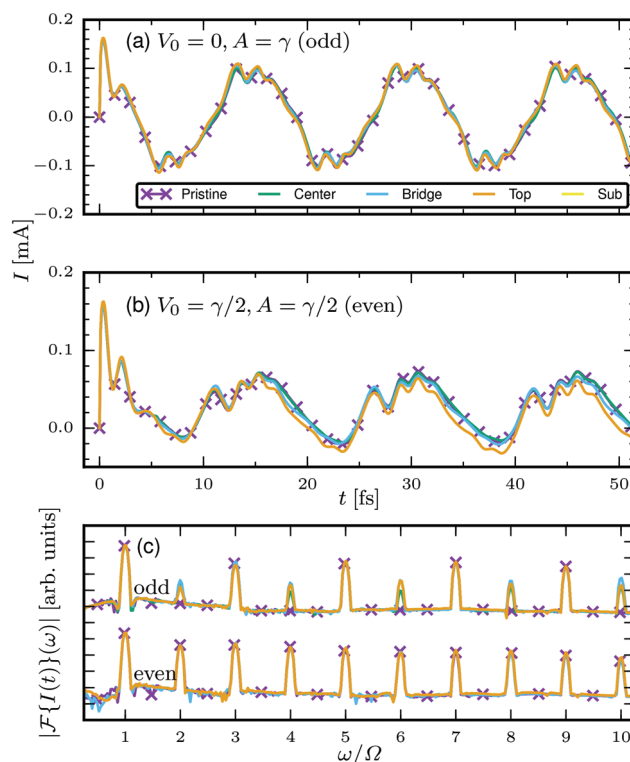 (a) V₀ = 0, A = γ (odd)
0.2
0.1
0.0
−0.1
−0.2
Pristine Center Bridge Top Sub
I [mA]
(b) V₀ = γ/2, A = γ/2 (even)
0.2
0.1
0.0
0 10 20 30 40 50
t [fs]
(c)
odd
even
|F{I(t)}(ω)| [arb. units]
1 2 3 4 5 6 7 8 9 10
ω/Ω